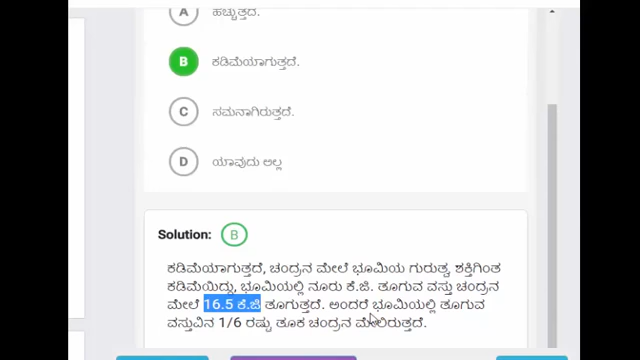 A ಹೆಚ್ಚುತ್ತದೆ.
B ಕಡಿಮೆಯಾಗುತ್ತದೆ.
C ಸಮನಾಗಿರುತ್ತದೆ.
D ಯಾವುದು ಅಲ್ಲ
Solution: B
ಕಡಿಮೆಯಾಗುತ್ತದೆ, ಚಂದ್ರನ ಮೇಲೆ ಭೂಮಿಯ ಗುರುತ್ವ ಶಕ್ತಿಗಿಂತ
ಕಡಿಮೆಯಿದ್ದು, ಭೂಮಿಯಲ್ಲಿ ನೂರು ಕೆ.ಜಿ. ತೂಗುವ ವಸ್ತು ಚಂದ್ರನ
ಮೇಲೆ 16.5 ಕೆ.ಜಿ ತೂಗುತ್ತದೆ. ಅಂದರೆ ಭೂಮಿಯಲ್ಲಿ ತೂಗುವ
ವಸ್ತುವಿನ 1/6 ರಷ್ಟು ತೂಕ ಚಂದ್ರನ ಮೇಲಿರುತ್ತದೆ.